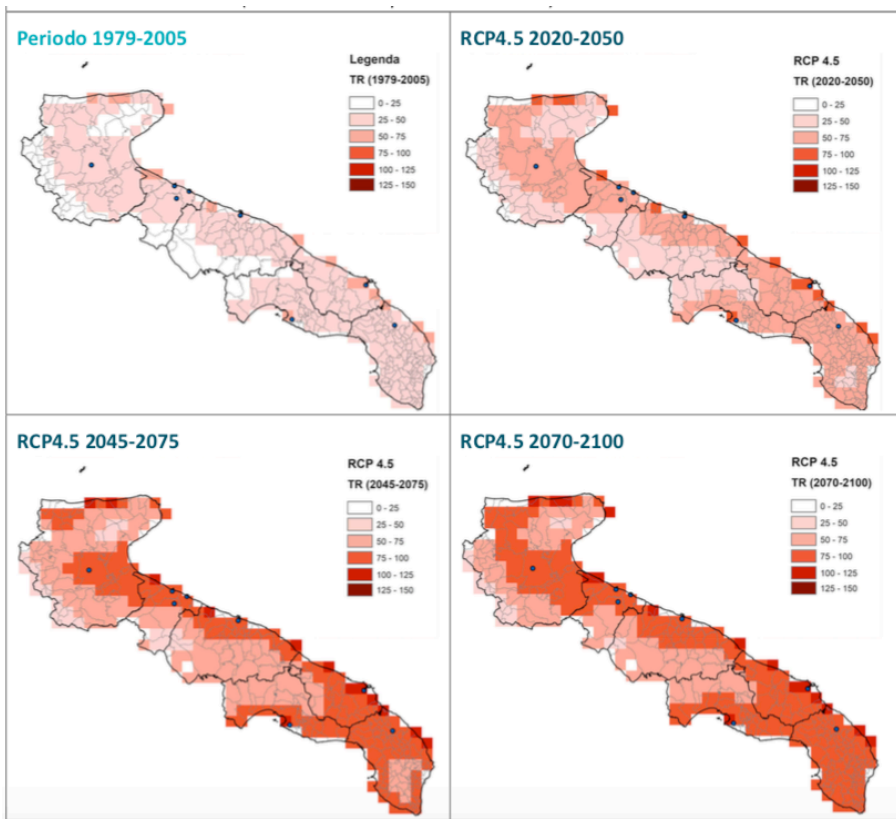 Periodo 1979-2005
Legenda
TR (1979-2005)
0 - 25
25 - 50
50 - 75
75 - 100
100 - 125
125 - 150
RCP4.5 2020-2050
RCP 4.5
TR (2020-2050)
0 - 25
25 - 50
50 - 75
75 - 100
100 - 125
125 - 150
RCP4.5 2045-2075
RCP 4.5
TR (2045-2075)
0 - 25
25 - 50
50 - 75
75 - 100
100 - 125
125 - 150
RCP4.5 2070-2100
RCP 4.5
TR (2070-2100)
0 - 25
25 - 50
50 - 75
75 - 100
100 - 125
125 - 150